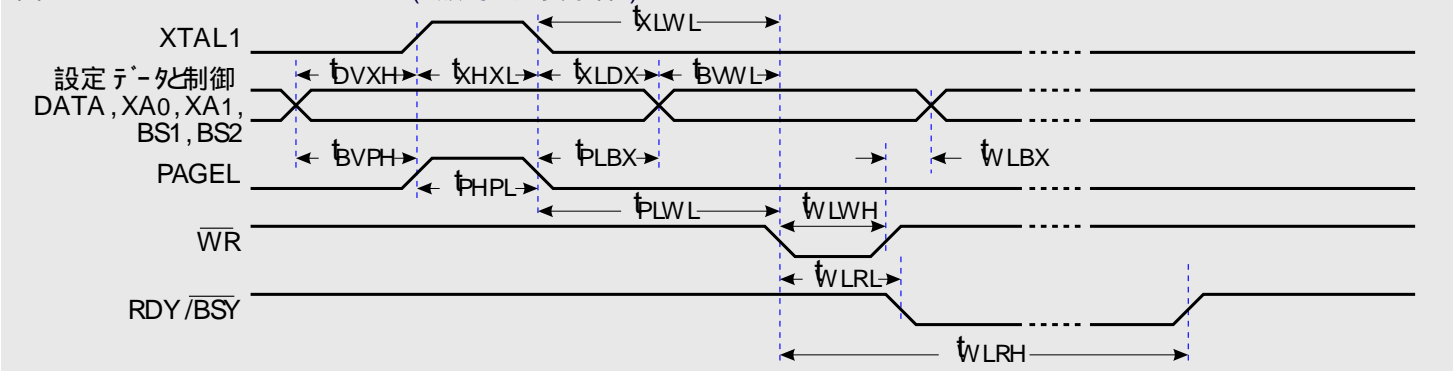 tXLWL
XTAL1
設定データと制御 tDVXH tXHXL tXLDX tBVWL
DATA, XA0, XA1,
BS1, BS2
tBVPH tPLBX tWLBX
PAGEL
tPHPL
tPLWL tWLWH
WR
tWLRL
RDY/BSY
tWLRH